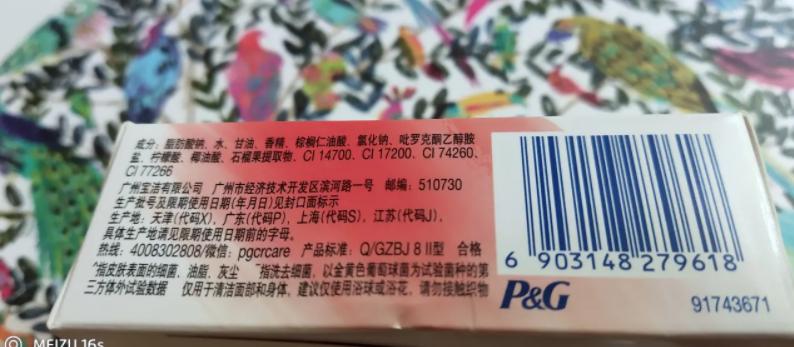 成分：脂肪酸钠、水、甘油、香精、棕榈仁油酸、氯化钠、吡罗克酮乙醇胺
盐、柠檬酸、椰油酸、石榴果提取物、CI 14700、CI 17200、CI 74260、
CI 77266
广州宝洁有限公司 广州市经济技术开发区滨河路一号 邮编：510730
生产批号及限期使用日期(年月日)见封口面标示
生产地：天津(代码X)，广东(代码P)，上海(代码S)，江苏(代码J)，
具体生产地请见限期使用日期前的字母。
热线：4008302808/微信：pgcrcare 产品标准：Q/GZBJ 8 II型 合格
*指皮肤表面的细菌、油脂、灰尘 ^指洗去细菌，以金黄色葡萄球菌为试验菌种的第
三方体外试验数据 仅用于清洁面部和身体，建议仅使用浴球或浴花，请勿接触织物
6 903148 279618
P&G
91743671
MEIZU 16s